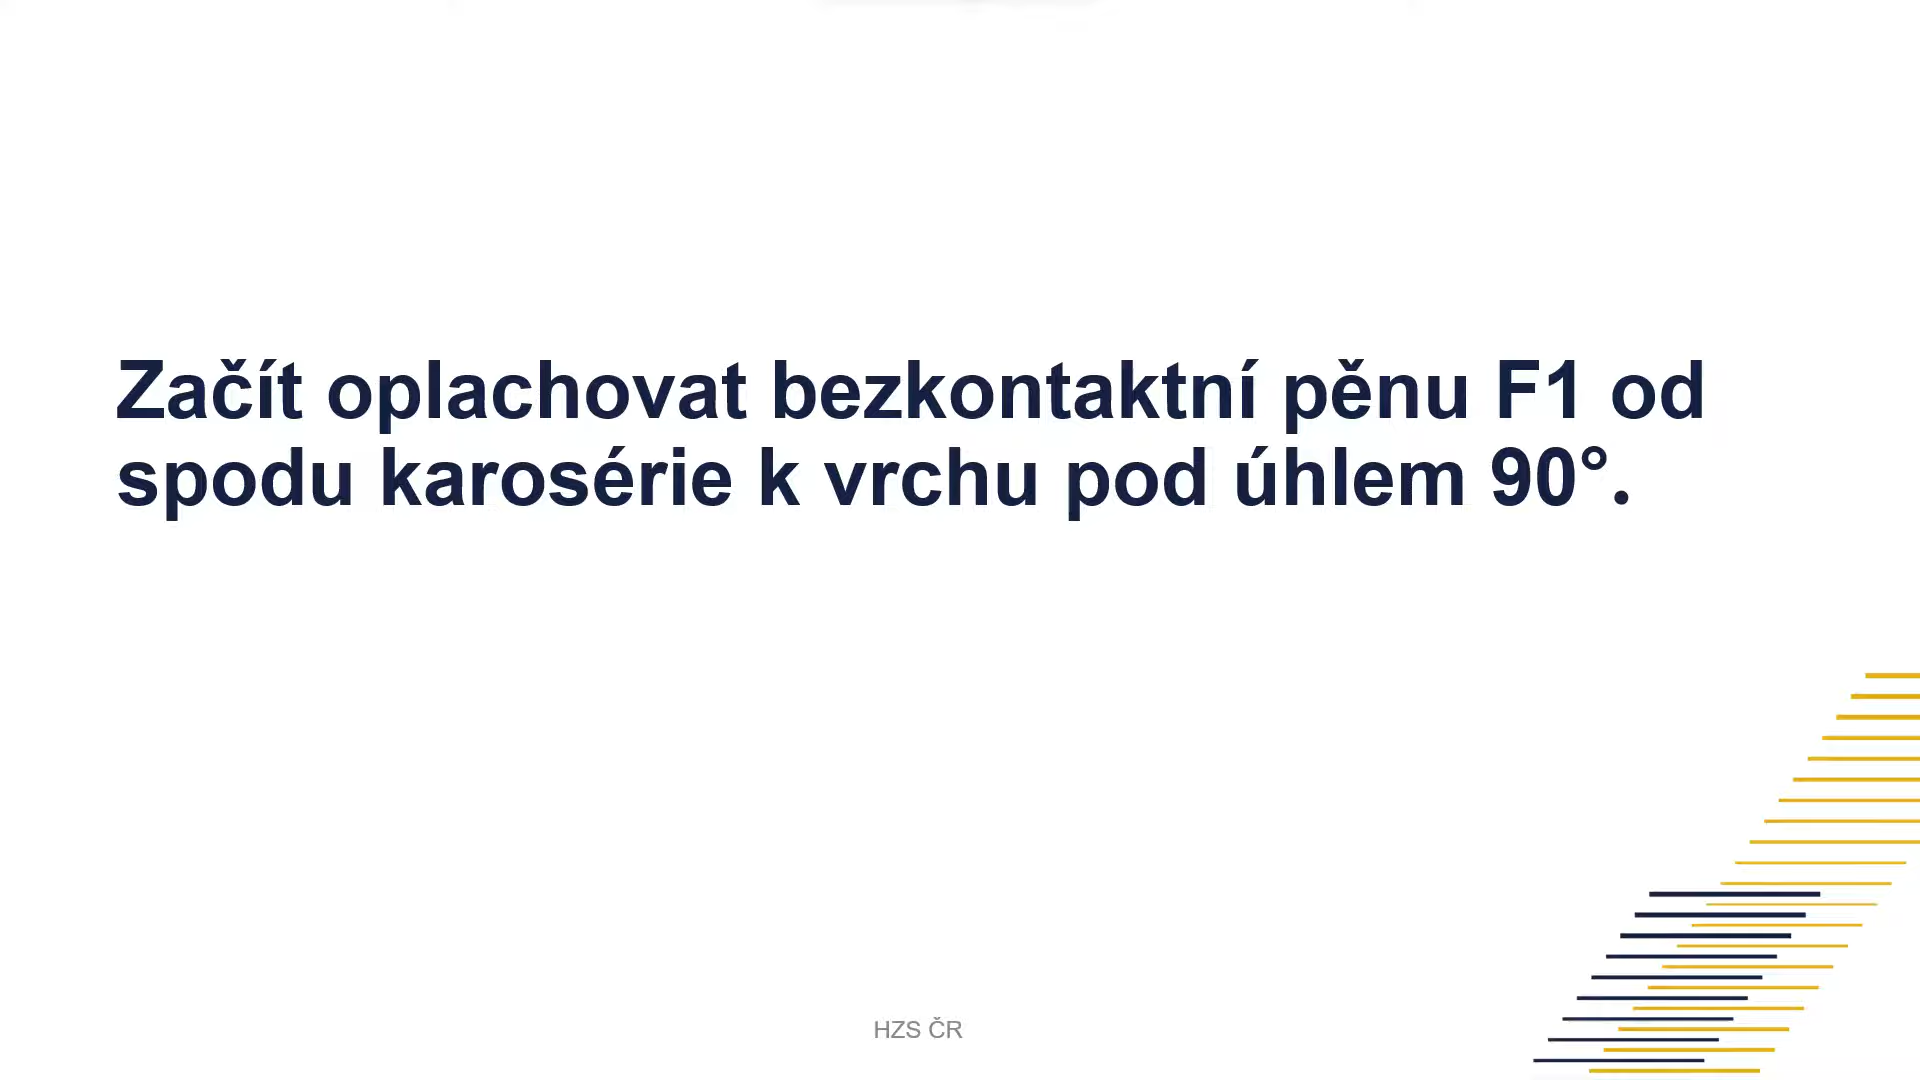 Začít oplachovat bezkontaktní pěnu F1 od
spodu karosérie k vrchu pod úhlem 90°.
HZS ČR